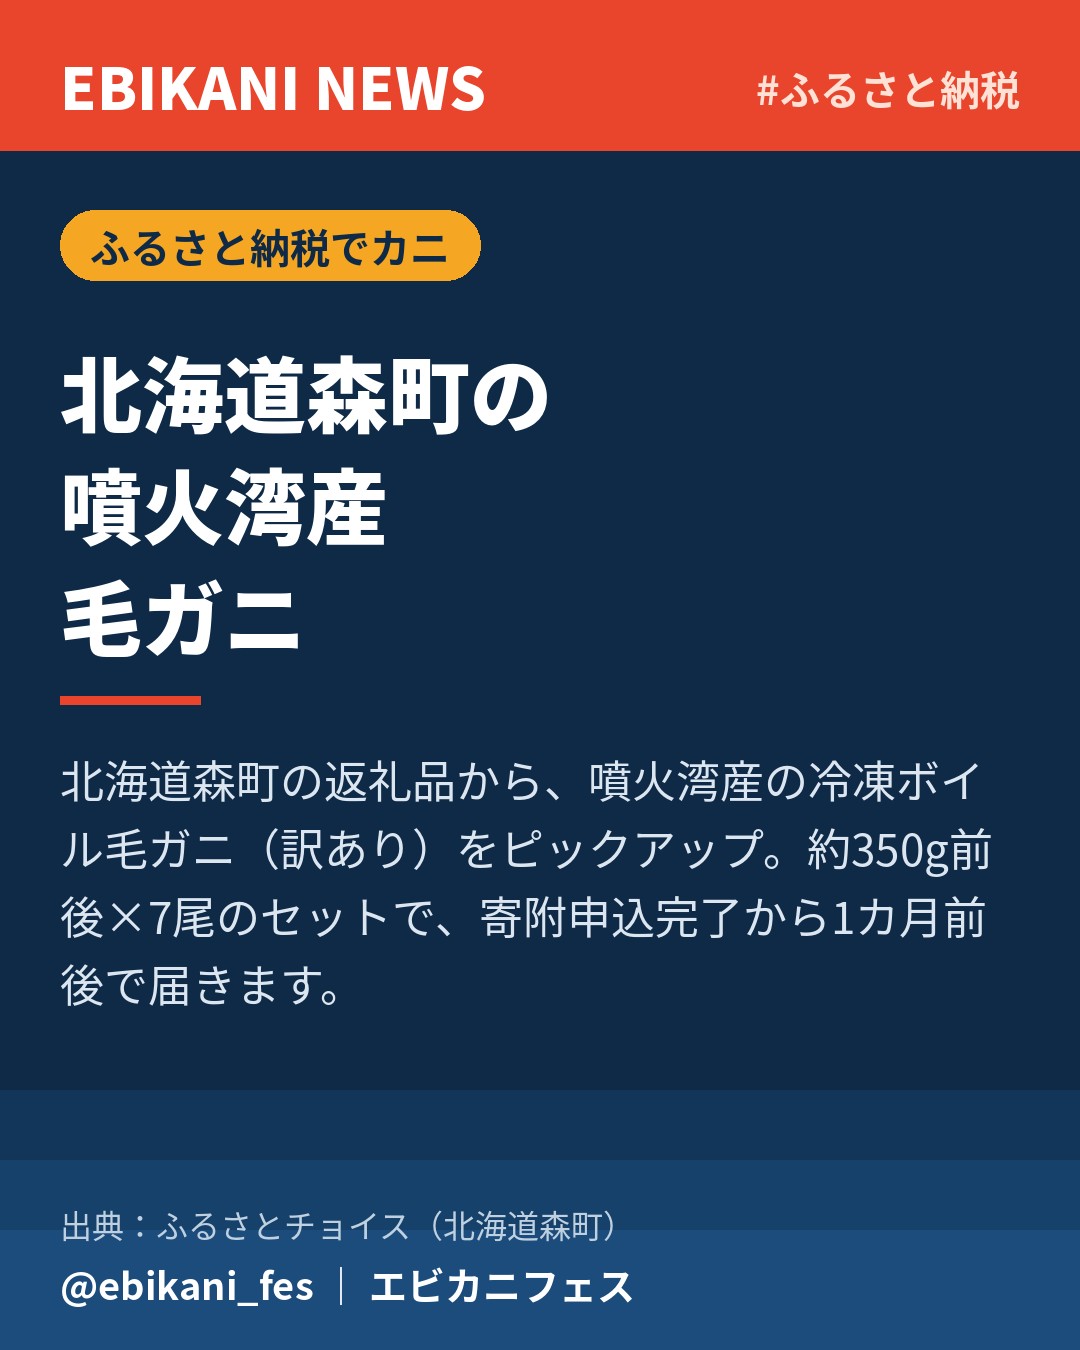 EBIKANI NEWS
#ふるさと納税
ふるさと納税でカニ
北海道森町の
噴火湾産
毛ガニ
北海道森町の返礼品から、噴火湾産の冷凍ボイ
ル毛ガニ（訳あり）をピックアップ。約350g前
後×7尾のセットで、寄附申込完了から1カ月前
後で届きます。
出典：ふるさとチョイス（北海道森町）
@ebikani_fes ｜ エビカニフェス